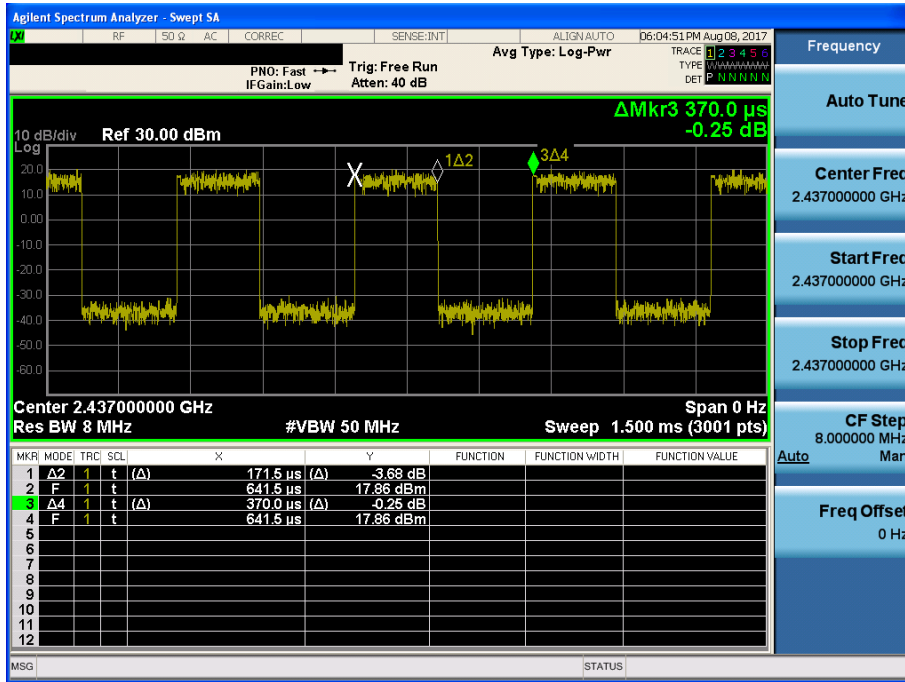 Agilent Spectrum Analyzer - Swept SA
LXI RF 50 Ω AC CORREC SENSE:INT ALIGN AUTO 06:04:51 PM Aug 08, 2017
Frequency
Avg Type: Log-Pwr
TRACE 1 2 3 4 5 6
PNO: Fast Trig: Free Run
TYPE WWWWWW
IFGain:Low Atten: 40 dB
DET P N N N N N
Auto Tune
ΔMkr3 370.0 µs
-0.25 dB
10 dB/div Ref 30.00 dBm
Log
1Δ2
3Δ4
20.0
10.0
0.00
-10.0
-20.0
-30.0
-40.0
-50.0
-60.0
Center Freq
2.437000000 GHz
Start Freq
2.437000000 GHz
Stop Freq
2.437000000 GHz
Center 2.437000000 GHz Span 0 Hz
Res BW 8 MHz #VBW 50 MHz Sweep 1.500 ms (3001 pts)
CF Step
8.000000 MHz
Auto Man
MKR MODE TRC SCL X Y FUNCTION FUNCTION WIDTH FUNCTION VALUE
1 Δ2 1 t (Δ) 171.5 µs (Δ) -3.68 dB
2 F 1 t 641.5 µs 17.86 dBm
3 Δ4 1 t (Δ) 370.0 µs (Δ) -0.25 dB
4 F 1 t 641.5 µs 17.86 dBm
5
6
7
8
9
10
11
12
Freq Offset
0 Hz
MSG STATUS